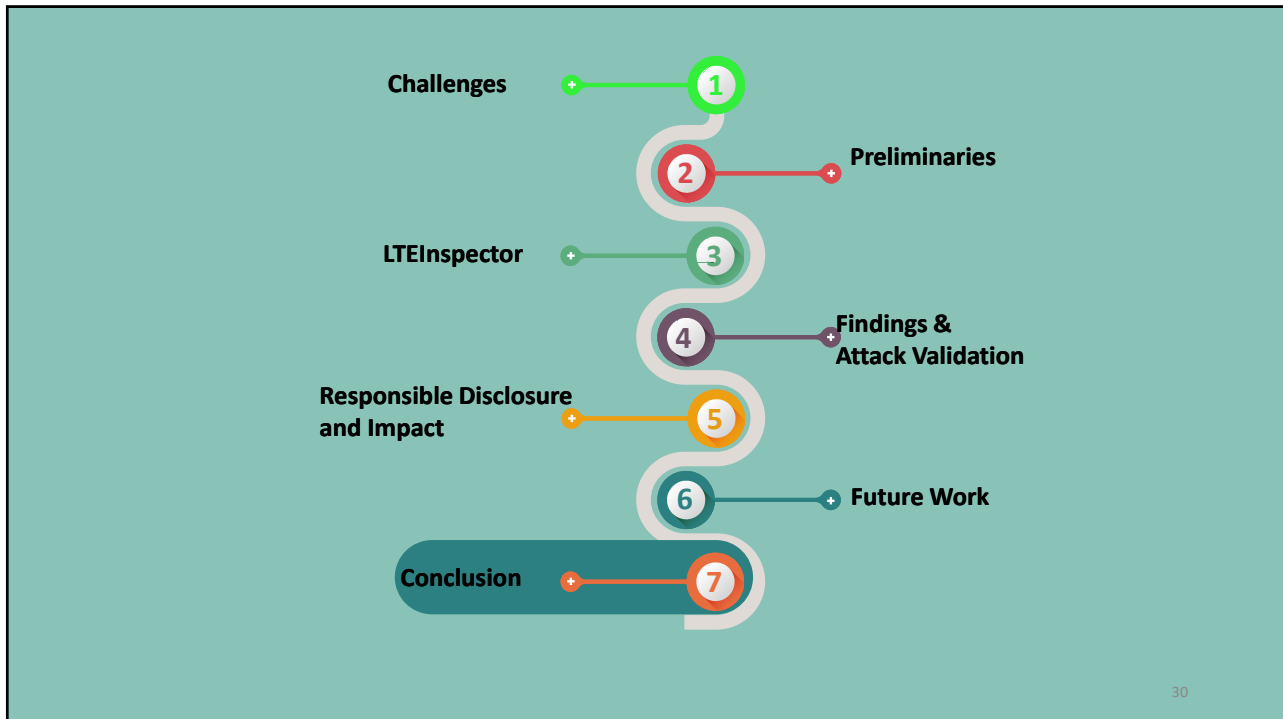 Challenges
1
2
Preliminaries
LTEInspector
3
4
Findings &
Attack Validation
Responsible Disclosure
and Impact
5
6
Future Work
Conclusion
7
30